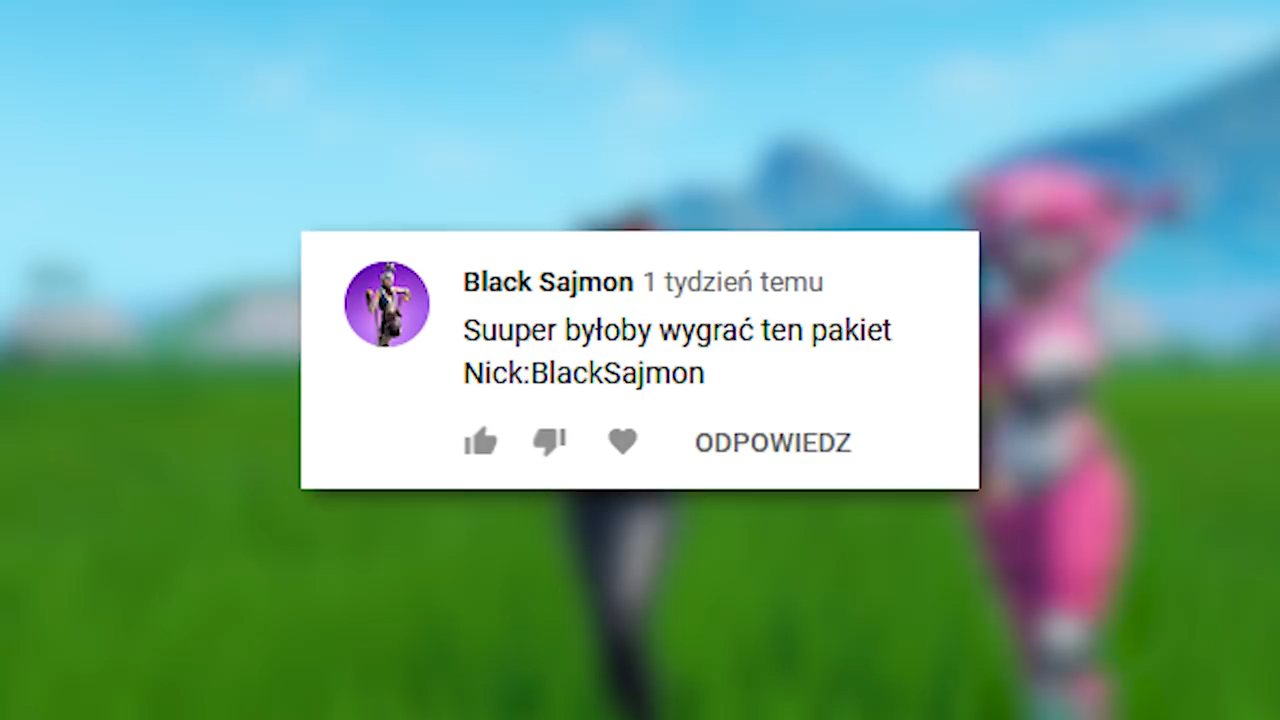 Black Sajmon 1 tydzień temu
Suuper byłoby wygrać ten pakiet
Nick:BlackSajmon
ODPOWIEDZ